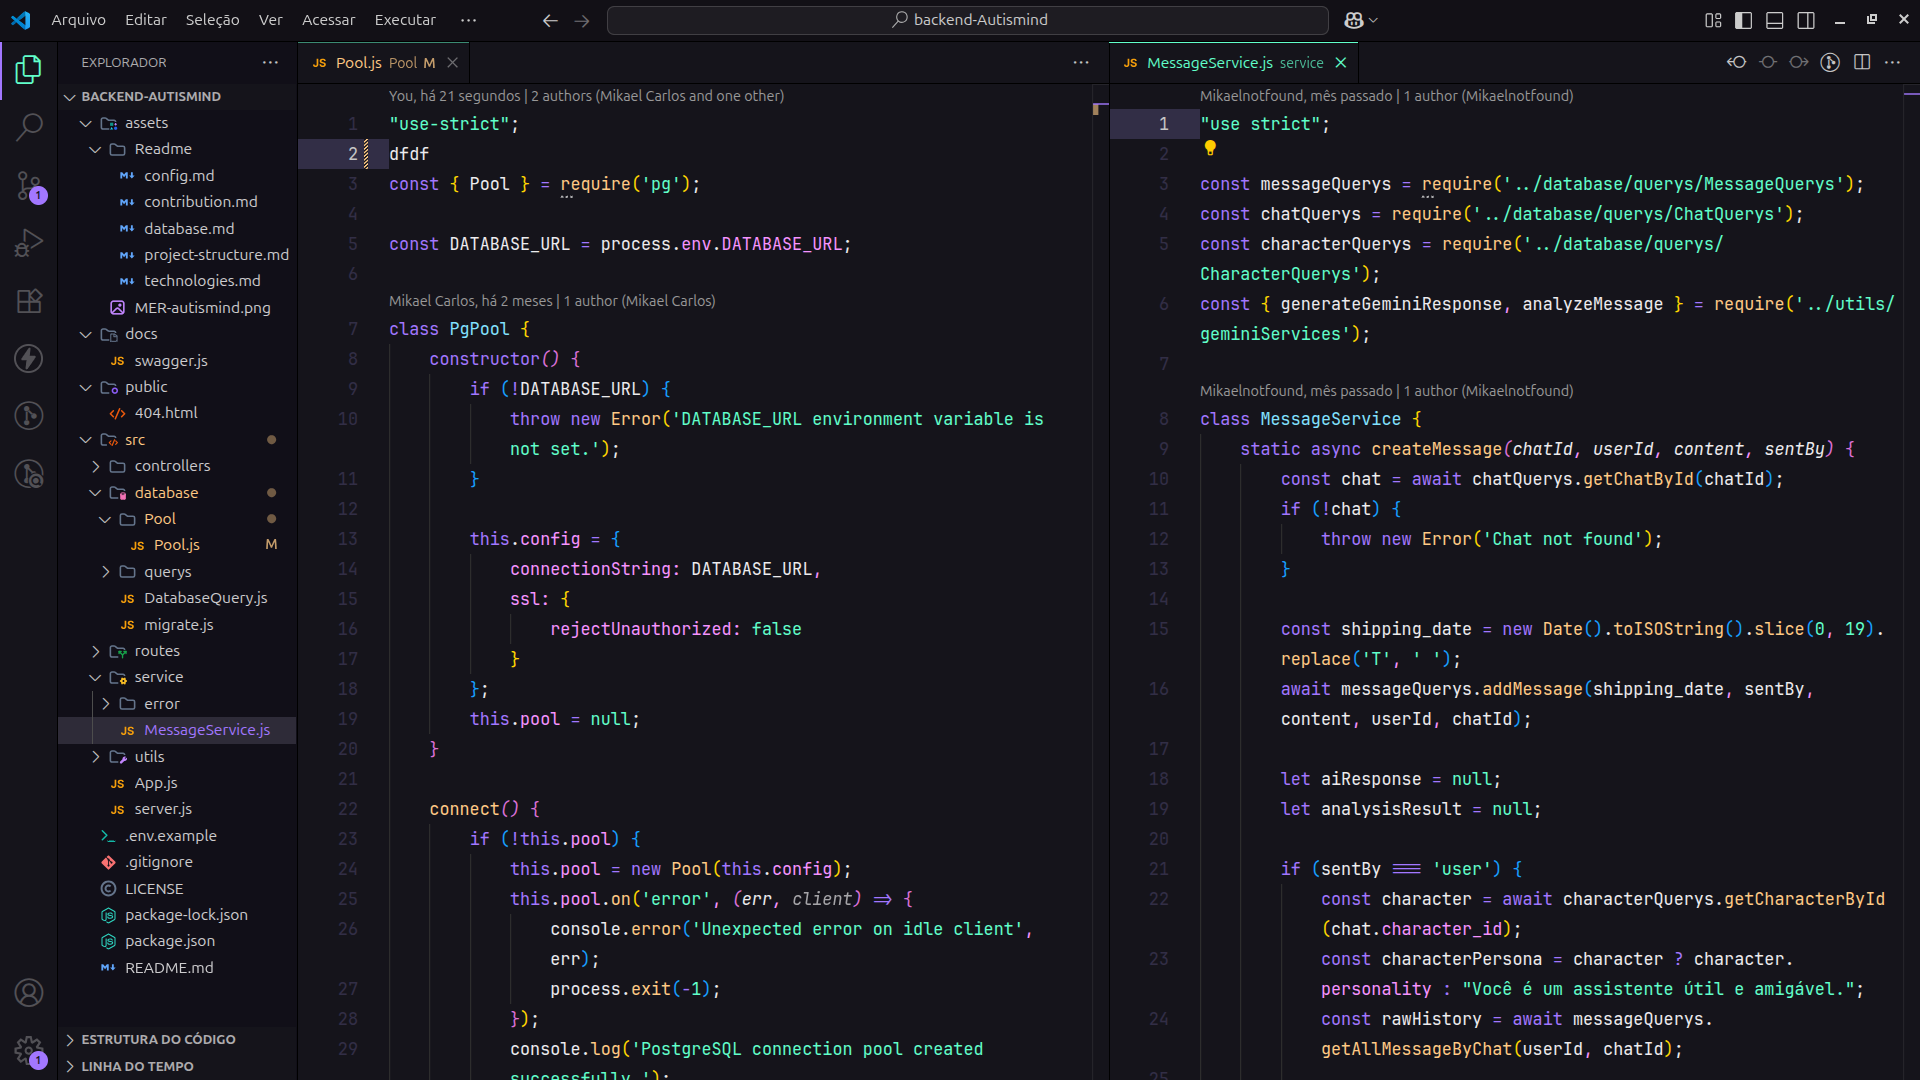 Arquivo Editar Seleção Ver Acessar Executar ··· backend-Autismind
EXPLORADOR ···
BACKEND-AUTISMIND
assets
Readme
config.md
contribution.md
database.md
project-structure.md
technologies.md
MER-autismind.png
docs
JS swagger.js
public
404.html
src
controllers
database
Pool
JS Pool.js M
querys
JS DatabaseQuery.js
JS migrate.js
routes
service
error
JS MessageService.js
utils
JS App.js
JS server.js
.env.example
.gitignore
LICENSE
package-lock.json
package.json
README.md
ESTRUTURA DO CÓDIGO
LINHA DO TEMPO
1
1
JS Pool.js Pool M ···
You, há 21 segundos | 2 authors (Mikael Carlos and one other)
1 "use-strict";
2 dfdf
3 const { Pool } = require('pg');
4
5 const DATABASE_URL = process.env.DATABASE_URL;
6
Mikael Carlos, há 2 meses | 1 author (Mikael Carlos)
7 class PgPool {
8 constructor() {
9 if (!DATABASE_URL) {
10 throw new Error('DATABASE_URL environment variable is
not set.');
11 }
12
13 this.config = {
14 connectionString: DATABASE_URL,
15 ssl: {
16 rejectUnauthorized: false
17 }
18 };
19 this.pool = null;
20 }
21
22 connect() {
23 if (!this.pool) {
24 this.pool = new Pool(this.config);
25 this.pool.on('error', (err, client) => {
26 console.error('Unexpected error on idle client',
err);
27 process.exit(-1);
28 });
29 console.log('PostgreSQL connection pool created
successfully.');
JS MessageService.js service ···
Mikaelnotfound, mês passado | 1 author (Mikaelnotfound)
1 "use strict";
2
3 const messageQuerys = require('../database/querys/MessageQuerys');
4 const chatQuerys = require('../database/querys/ChatQuerys');
5 const characterQuerys = require('../database/querys/
CharacterQuerys');
6 const { generateGeminiResponse, analyzeMessage } = require('../utils/
geminiServices');
7
Mikaelnotfound, mês passado | 1 author (Mikaelnotfound)
8 class MessageService {
9 static async createMessage(chatId, userId, content, sentBy) {
10 const chat = await chatQuerys.getChatById(chatId);
11 if (!chat) {
12 throw new Error('Chat not found');
13 }
14
15 const shipping_date = new Date().toISOString().slice(0, 19).
replace('T', ' ');
16 await messageQuerys.addMessage(shipping_date, sentBy,
content, userId, chatId);
17
18 let aiResponse = null;
19 let analysisResult = null;
20
21 if (sentBy === 'user') {
22 const character = await characterQuerys.getCharacterById
(chat.character_id);
23 const characterPersona = character ? character.
personality : "Você é um assistente útil e amigável.";
24 const rawHistory = await messageQuerys.
getAllMessageByChat(userId, chatId);
25